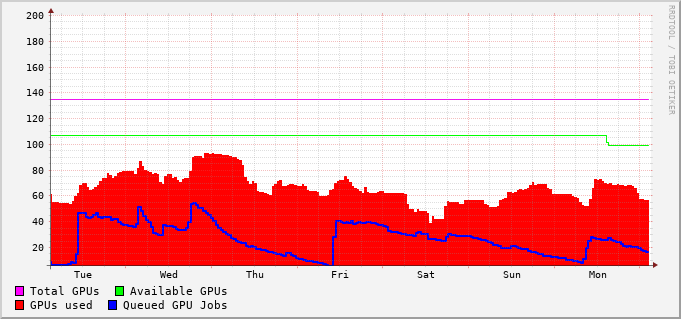 200
180
160
140
120
100
80
60
40
20
Tue Wed Thu Fri Sat Sun Mon
Total GPUs Available GPUs
GPUs used Queued GPU Jobs
RRDTOOL / TOBI OETIKER